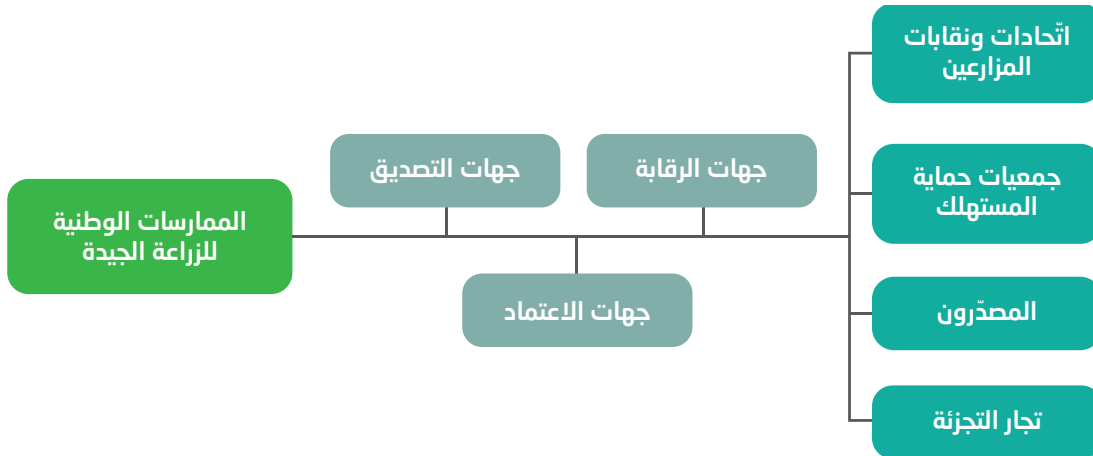 اتّحادات ونقابات
المزارعين
جهات الرقابة
جهات التصديق
جمعيات حماية
المستهلك
الممارسات الوطنية
للزراعة الجيدة
جهات الاعتماد
المصدّرون
تجار التجزئة